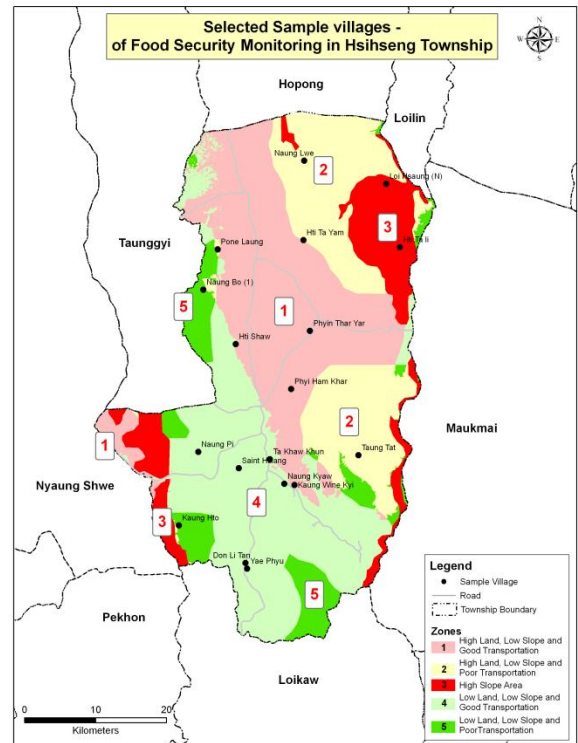 Selected Sample villages -
of Food Security Monitoring in Hsihseng Township
N
W
E
S
Hopong
Loilin
Naung Lwe
2
Loi Hsaung (N)
3
Hti Ta Yam
Taunggyi
Pone Laung
Naung Bo (1)
1
5
Phyin Thar Yar
Hti Shaw
Phyi Ham Khar
2
Maukmai
1
Naung Pi
Ta Khaw Khun
Taung Tat
Nyaung Shwe
Naung Kyaw
Kaung Wine Kyi
4
3
Kaung Hto
Don Li Tan
Yae Phyu
5
Pekhon
Loikaw
0
10
20
Kilometers
Legend
Sample Village
Road
Township Boundary
Zones
1
High Land, Low Slope and
Good Transportation
2
High Land, Low Slope and
Poor Transportation
3
High Slope Area
4
Low Land, Low Slope and
Good Transportation
5
Low Land, Low Slope and
PoorTransportation